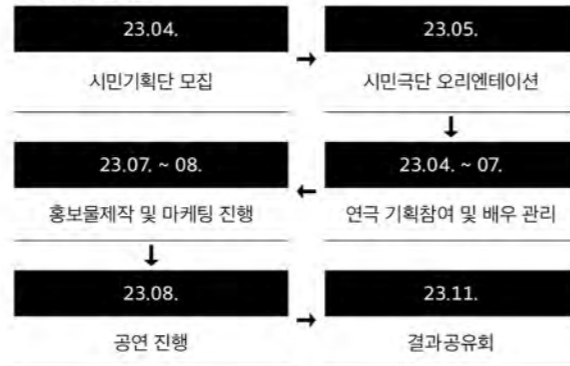 23.04.
시민기획단 모집
23.05.
시민극단 오리엔테이션
23.04. ~ 07.
연극 기획참여 및 배우 관리
23.07. ~ 08.
홍보물제작 및 마케팅 진행
23.08.
공연 진행
23.11.
결과공유회